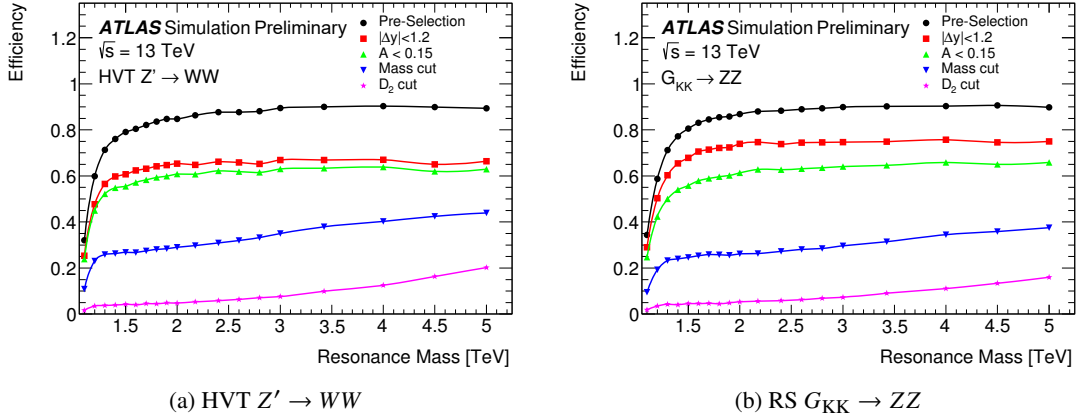 Efficiency
ATLAS Simulation Preliminary
√s = 13 TeV
HVT Z′ → WW
Pre-Selection
|Δy|<1.2
A < 0.15
Mass cut
D₂ cut
1.2
1
0.8
0.6
0.4
0.2
0
1.5 2 2.5 3 3.5 4 4.5 5
Resonance Mass [TeV]
(a) HVT Z′ → WW
Efficiency
ATLAS Simulation Preliminary
√s = 13 TeV
G_KK → ZZ
Pre-Selection
|Δy|<1.2
A < 0.15
Mass cut
D₂ cut
1.2
1
0.8
0.6
0.4
0.2
0
1.5 2 2.5 3 3.5 4 4.5 5
Resonance Mass [TeV]
(b) RS G_KK → ZZ